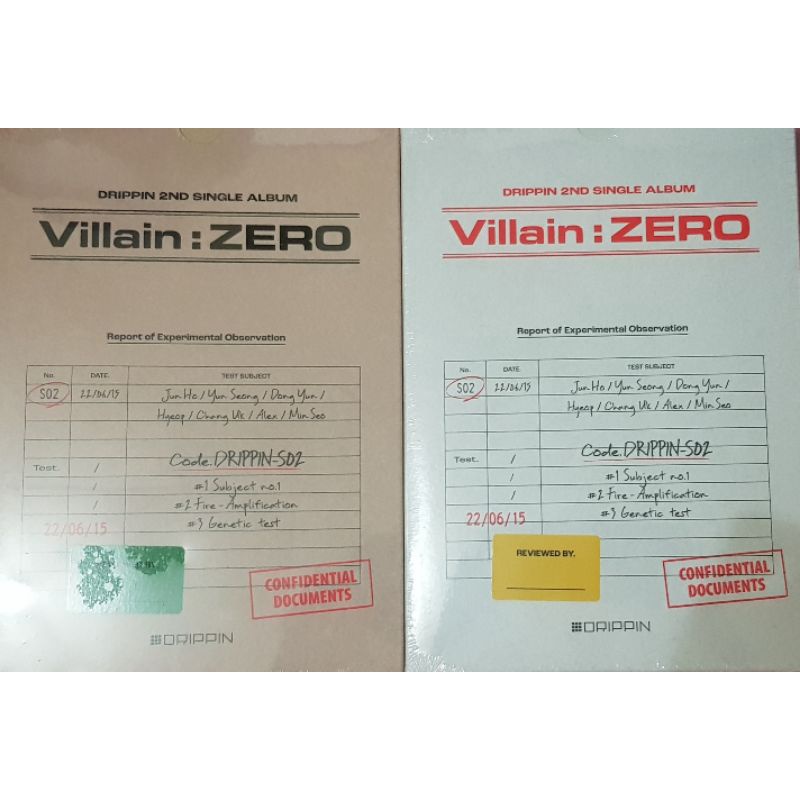 DRIPPIN 2ND SINGLE ALBUM
Villain : ZERO
Report of Experimental Observation
No. DATE. TEST SUBJECT
S02 22/06/15 Jun Ho / Yun Seong / Dong Yun /
Hyeop / Chang Uk / Alex / Min Seo
Code.DRIPPIN-S02
Test. / #1 Subject no.1
/ #2 Fire - Amplification
/ #3 Genetic test
22/06/15
CONFIDENTIAL
DOCUMENTS
DRIPPIN
DRIPPIN 2ND SINGLE ALBUM
Villain : ZERO
Report of Experimental Observation
No. DATE. TEST SUBJECT
S02 22/06/15 Jun Ho / Yun Seong / Dong Yun /
Hyeop / Chang Uk / Alex / Min Seo
Code.DRIPPIN-S02
Test. / #1 Subject no.1
/ #2 Fire - Amplification
/ #3 Genetic test
22/06/15
REVIEWED BY.
CONFIDENTIAL
DOCUMENTS
DRIPPIN